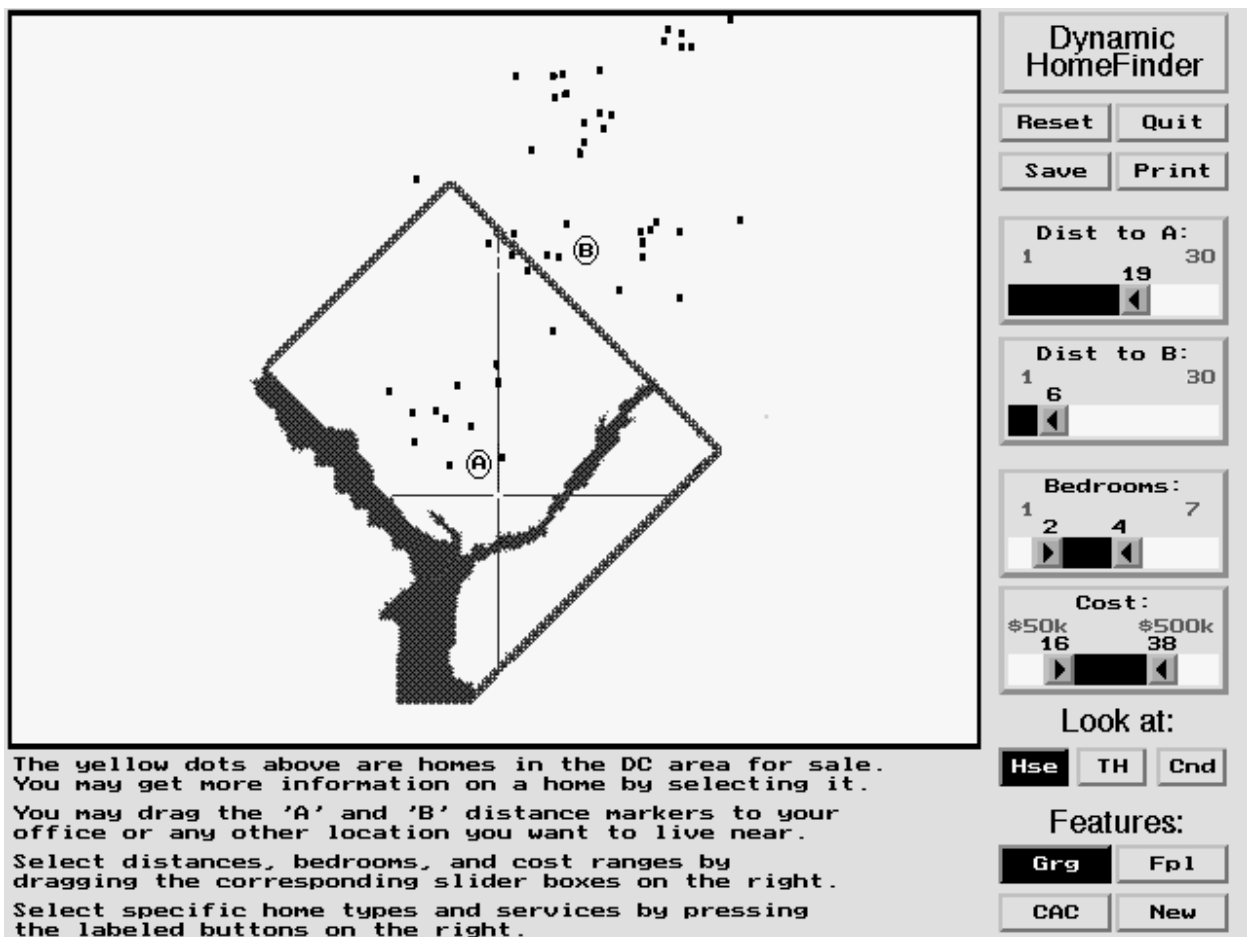 Dynamic
HomeFinder
Reset Quit
Save Print
Dist to A:
1 30
19
Dist to B:
1 30
6
Bedrooms:
1 7
2 4
Cost:
$50k $500k
16 38
Look at:
Hse TH Cnd
Features:
Grg Fpl
CAC New
B
A
The yellow dots above are homes in the DC area for sale.
You may get more information on a home by selecting it.
You may drag the 'A' and 'B' distance markers to your
office or any other location you want to live near.
Select distances, bedrooms, and cost ranges by
dragging the corresponding slider boxes on the right.
Select specific home types and services by pressing
the labeled buttons on the right.